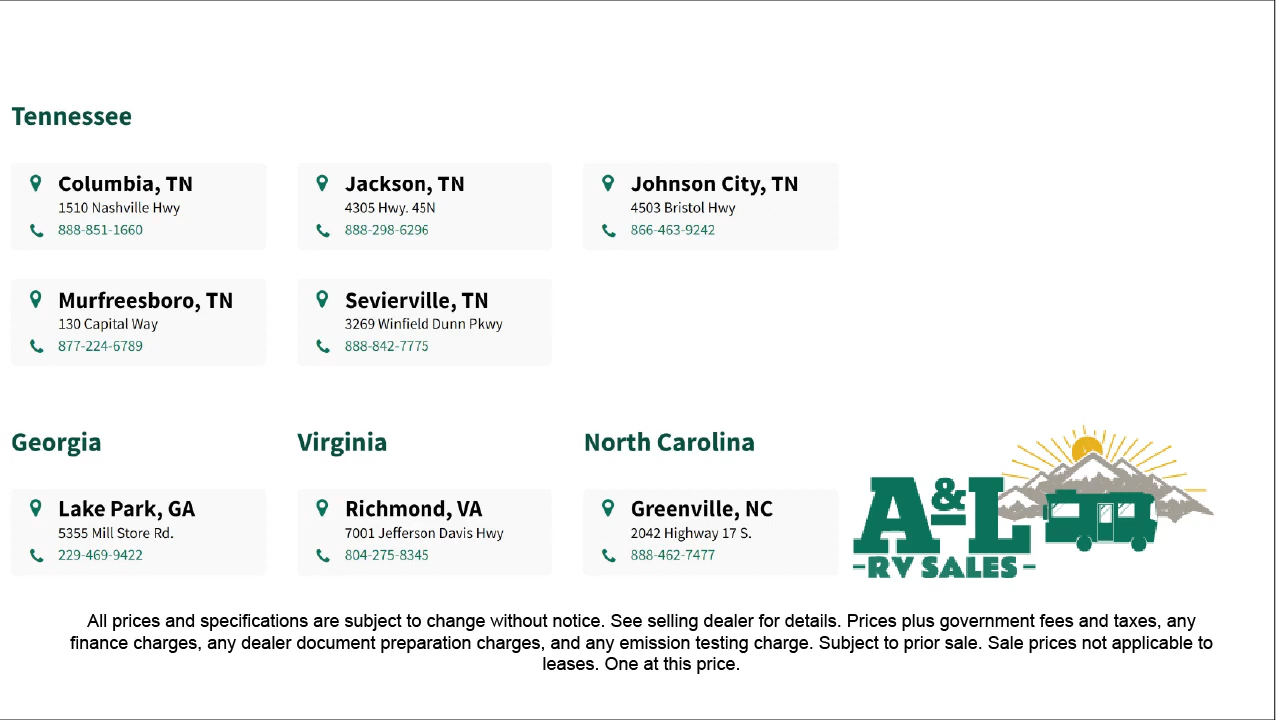 Tennessee
Columbia, TN
1510 Nashville Hwy
888-851-1660
Jackson, TN
4305 Hwy. 45N
888-298-6296
Johnson City, TN
4503 Bristol Hwy
866-463-9242
Murfreesboro, TN
130 Capital Way
877-224-6789
Sevierville, TN
3269 Winfield Dunn Pkwy
888-842-7775
Georgia
Lake Park, GA
5355 Mill Store Rd.
229-469-9422
Virginia
Richmond, VA
7001 Jefferson Davis Hwy
804-275-8345
North Carolina
Greenville, NC
2042 Highway 17 S.
888-462-7477
A&L
-RV SALES-
All prices and specifications are subject to change without notice. See selling dealer for details. Prices plus government fees and taxes, any
finance charges, any dealer document preparation charges, and any emission testing charge. Subject to prior sale. Sale prices not applicable to
leases. One at this price.